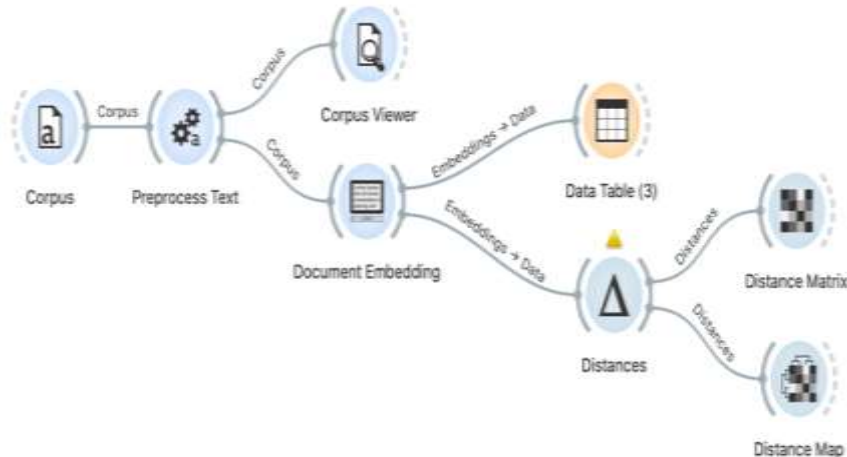 Corpus
Corpus Viewer
Corpus
Corpus
Preprocess Text
Corpus
Document Embedding
Embeddings → Data
Data Table (3)
Embeddings → Data
Distances
Distances
Distance Matrix
Distances
Distance Map